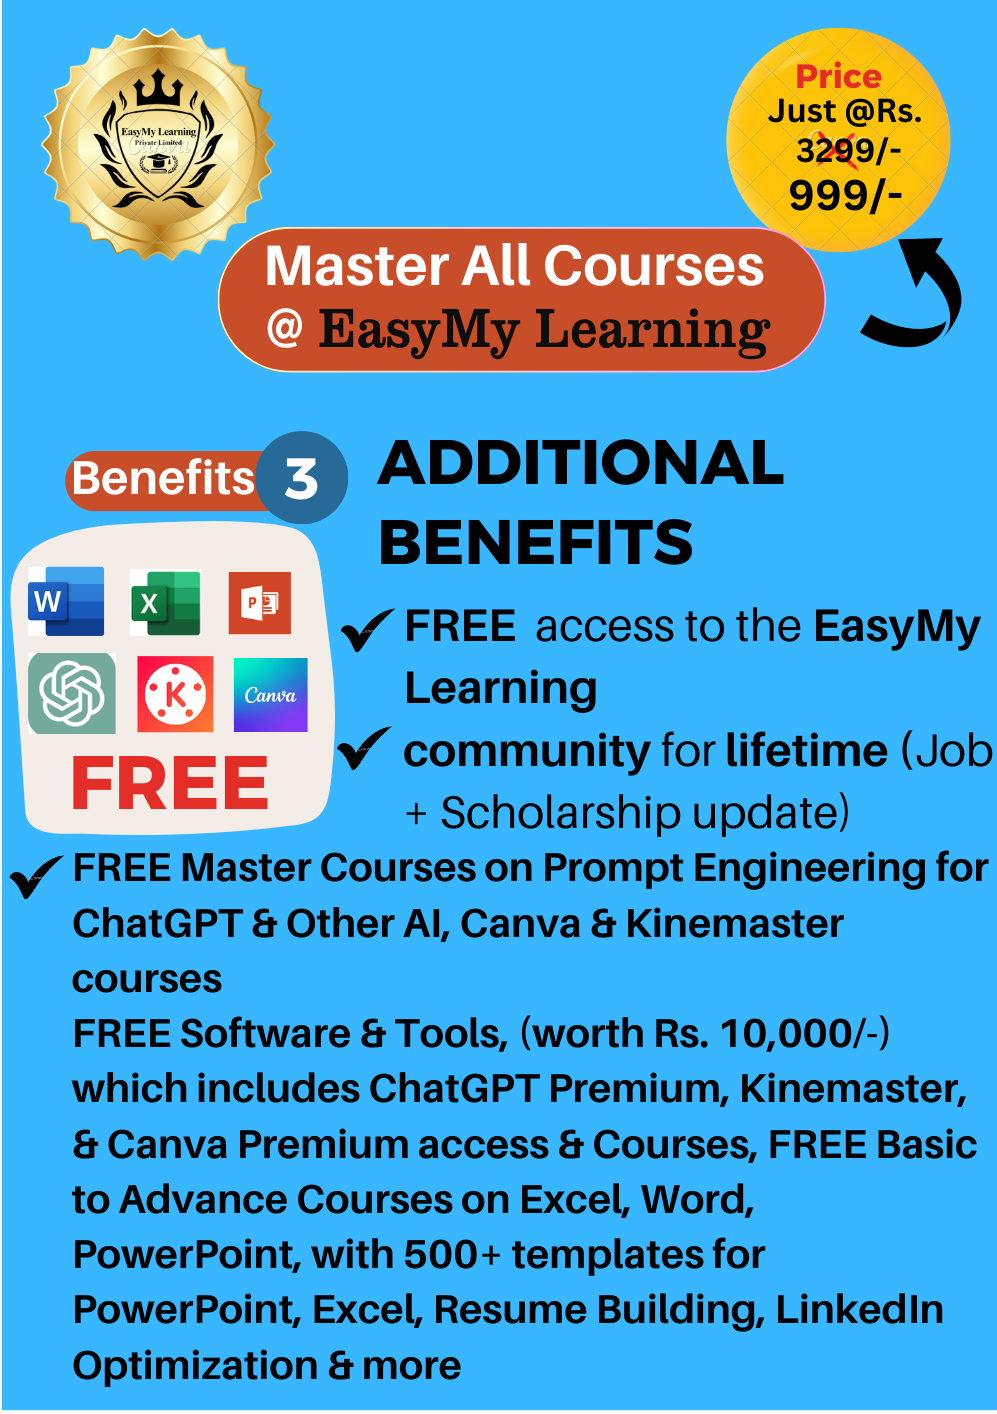 EasyMy Learning
Private Limited
Canva
Price
Just @Rs.
3299/-
999/-
Master All Courses
@ EasyMy Learning
Benefits 3
ADDITIONAL
BENEFITS
W
X
P
K
Canva
FREE
FREE access to the EasyMy
Learning
community for lifetime (Job
+ Scholarship update)
FREE Master Courses on Prompt Engineering for
ChatGPT & Other AI, Canva & Kinemaster
courses
FREE Software & Tools, (worth Rs. 10,000/-)
which includes ChatGPT Premium, Kinemaster,
& Canva Premium access & Courses, FREE Basic
to Advance Courses on Excel, Word,
PowerPoint, with 500+ templates for
PowerPoint, Excel, Resume Building, LinkedIn
Optimization & more